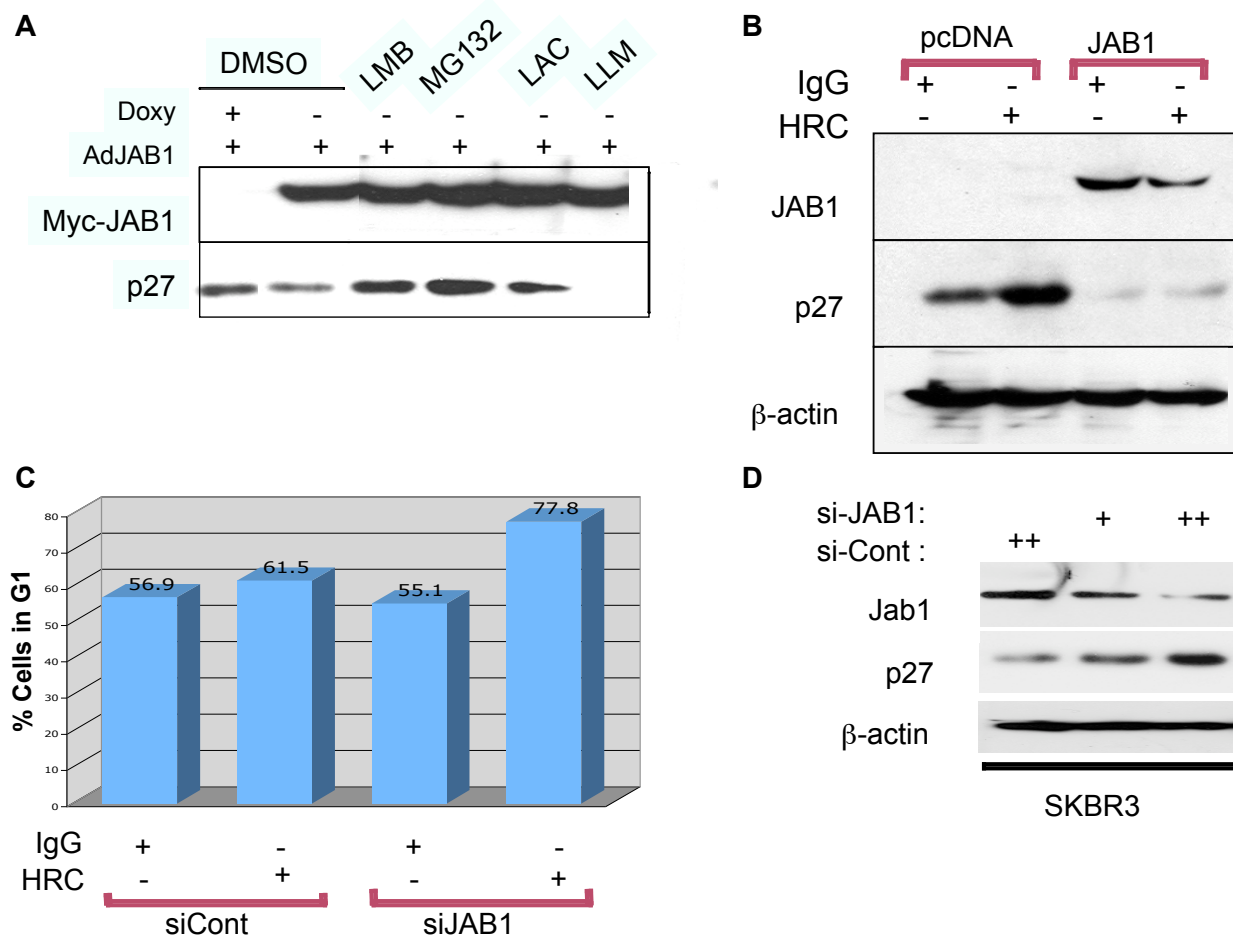 A
DMSO LMB MG132 LAC LLM
Doxy + - - - - -
AdJAB1 + + + + + +
Myc-JAB1
p27
B
pcDNA JAB1
IgG + - + -
HRC - + - +
JAB1
p27
β-actin
C
% Cells in G1
80
70
60
50
40
30
20
10
0
56.9 61.5 55.1 77.8
IgG + - + -
HRC - + - +
siCont siJAB1
D
si-JAB1: + ++
si-Cont : ++
Jab1
p27
β-actin
SKBR3